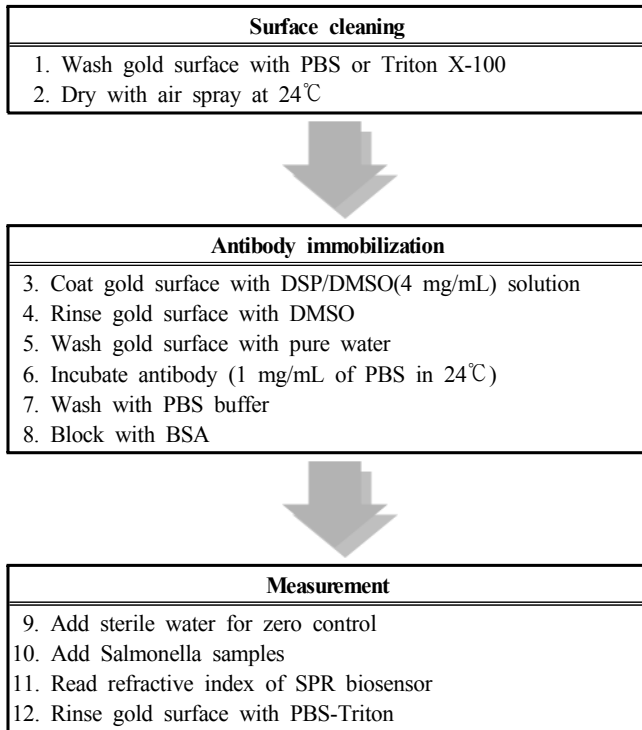 Surface cleaning
1. Wash gold surface with PBS or Triton X-100
2. Dry with air spray at 24℃
Antibody immobilization
3. Coat gold surface with DSP/DMSO(4 mg/mL) solution
4. Rinse gold surface with DMSO
5. Wash gold surface with pure water
6. Incubate antibody (1 mg/mL of PBS in 24℃)
7. Wash with PBS buffer
8. Block with BSA
Measurement
9. Add sterile water for zero control
10. Add Salmonella samples
11. Read refractive index of SPR biosensor
12. Rinse gold surface with PBS-Triton